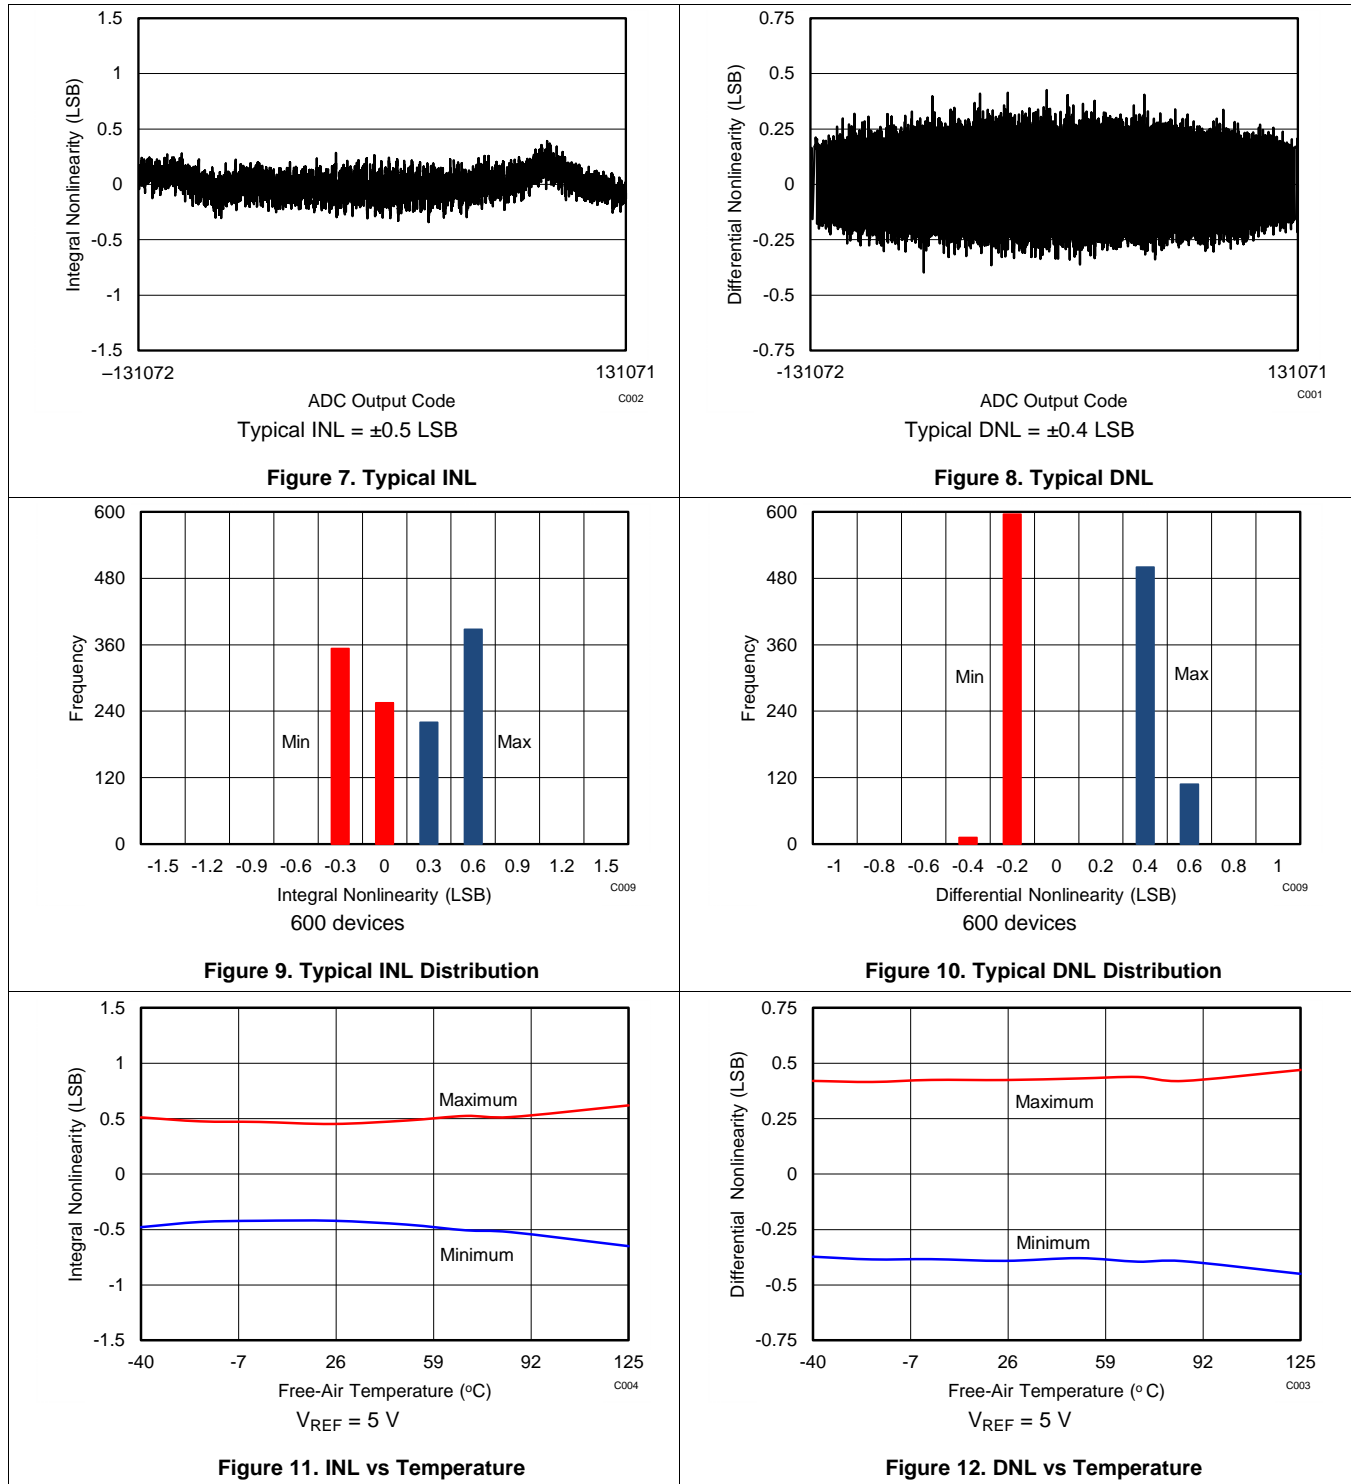 1.5
1
0.5
0
-0.5
-1
-1.5
Integral Nonlinearity (LSB)
–131072
131071
ADC Output Code
C002
Typical INL = ±0.5 LSB
Figure 7. Typical INL
0.75
0.5
0.25
0
-0.25
-0.5
-0.75
Differential Nonlinearity (LSB)
-131072
131071
ADC Output Code
C001
Typical DNL = ±0.4 LSB
Figure 8. Typical DNL
600
480
360
240
120
0
Frequency
Min
Max
-1.5 -1.2 -0.9 -0.6 -0.3 0 0.3 0.6 0.9 1.2 1.5
Integral Nonlinearity (LSB)
C009
600 devices
Figure 9. Typical INL Distribution
600
480
360
240
120
0
Frequency
Min
Max
-1 -0.8 -0.6 -0.4 -0.2 0 0.2 0.4 0.6 0.8 1
Differential Nonlinearity (LSB)
C009
600 devices
Figure 10. Typical DNL Distribution
1.5
1
0.5
0
-0.5
-1
-1.5
Integral Nonlinearity (LSB)
Maximum
Minimum
-40 -7 26 59 92 125
Free-Air Temperature (°C)
C004
VREF = 5 V
Figure 11. INL vs Temperature
0.75
0.5
0.25
0
-0.25
-0.5
-0.75
Differential Nonlinearity (LSB)
Maximum
Minimum
-40 -7 26 59 92 125
Free-Air Temperature (° C)
C003
VREF = 5 V
Figure 12. DNL vs Temperature